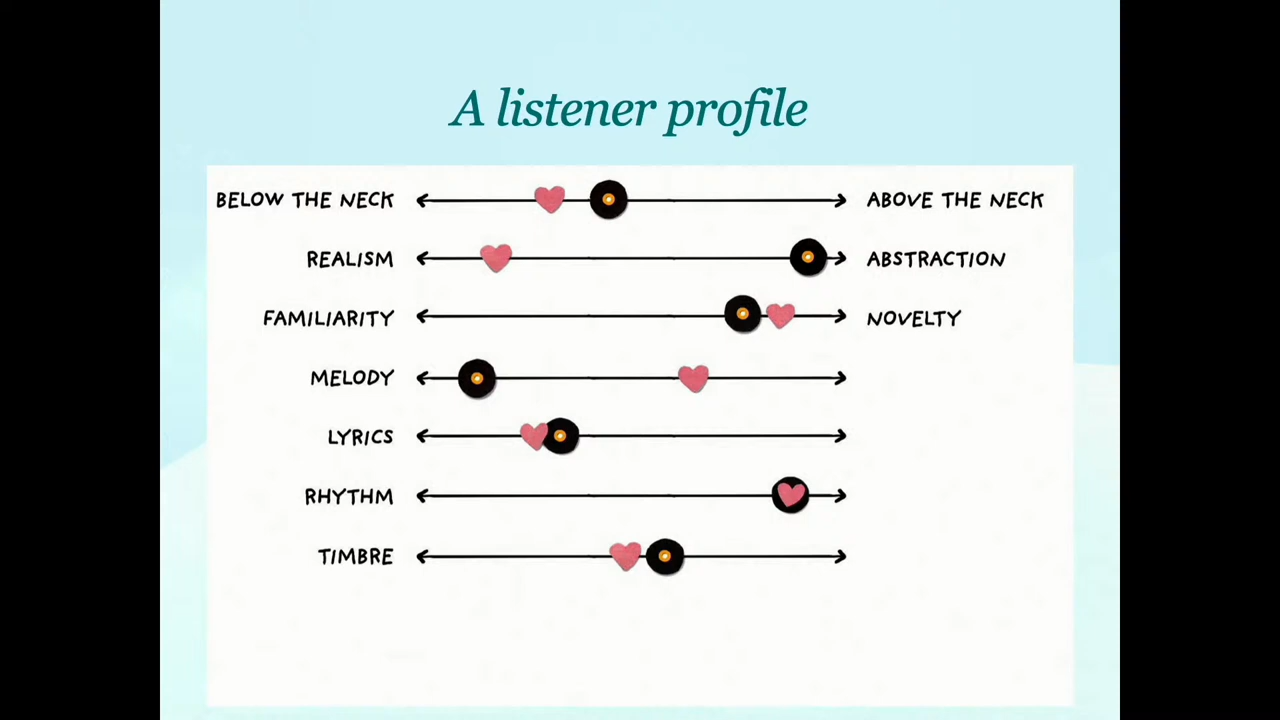 A listener profile
BELOW THE NECK ABOVE THE NECK
REALISM ABSTRACTION
FAMILIARITY NOVELTY
MELODY
LYRICS
RHYTHM
TIMBRE